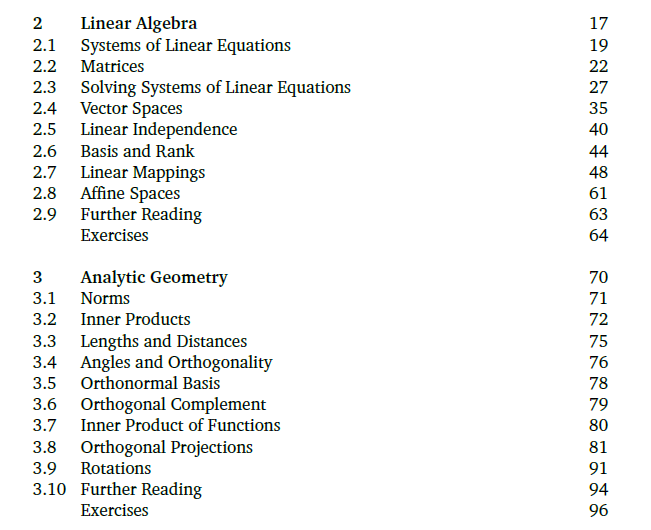 2 Linear Algebra 17
2.1 Systems of Linear Equations 19
2.2 Matrices 22
2.3 Solving Systems of Linear Equations 27
2.4 Vector Spaces 35
2.5 Linear Independence 40
2.6 Basis and Rank 44
2.7 Linear Mappings 48
2.8 Affine Spaces 61
2.9 Further Reading 63
Exercises 64
3 Analytic Geometry 70
3.1 Norms 71
3.2 Inner Products 72
3.3 Lengths and Distances 75
3.4 Angles and Orthogonality 76
3.5 Orthonormal Basis 78
3.6 Orthogonal Complement 79
3.7 Inner Product of Functions 80
3.8 Orthogonal Projections 81
3.9 Rotations 91
3.10 Further Reading 94
Exercises 96